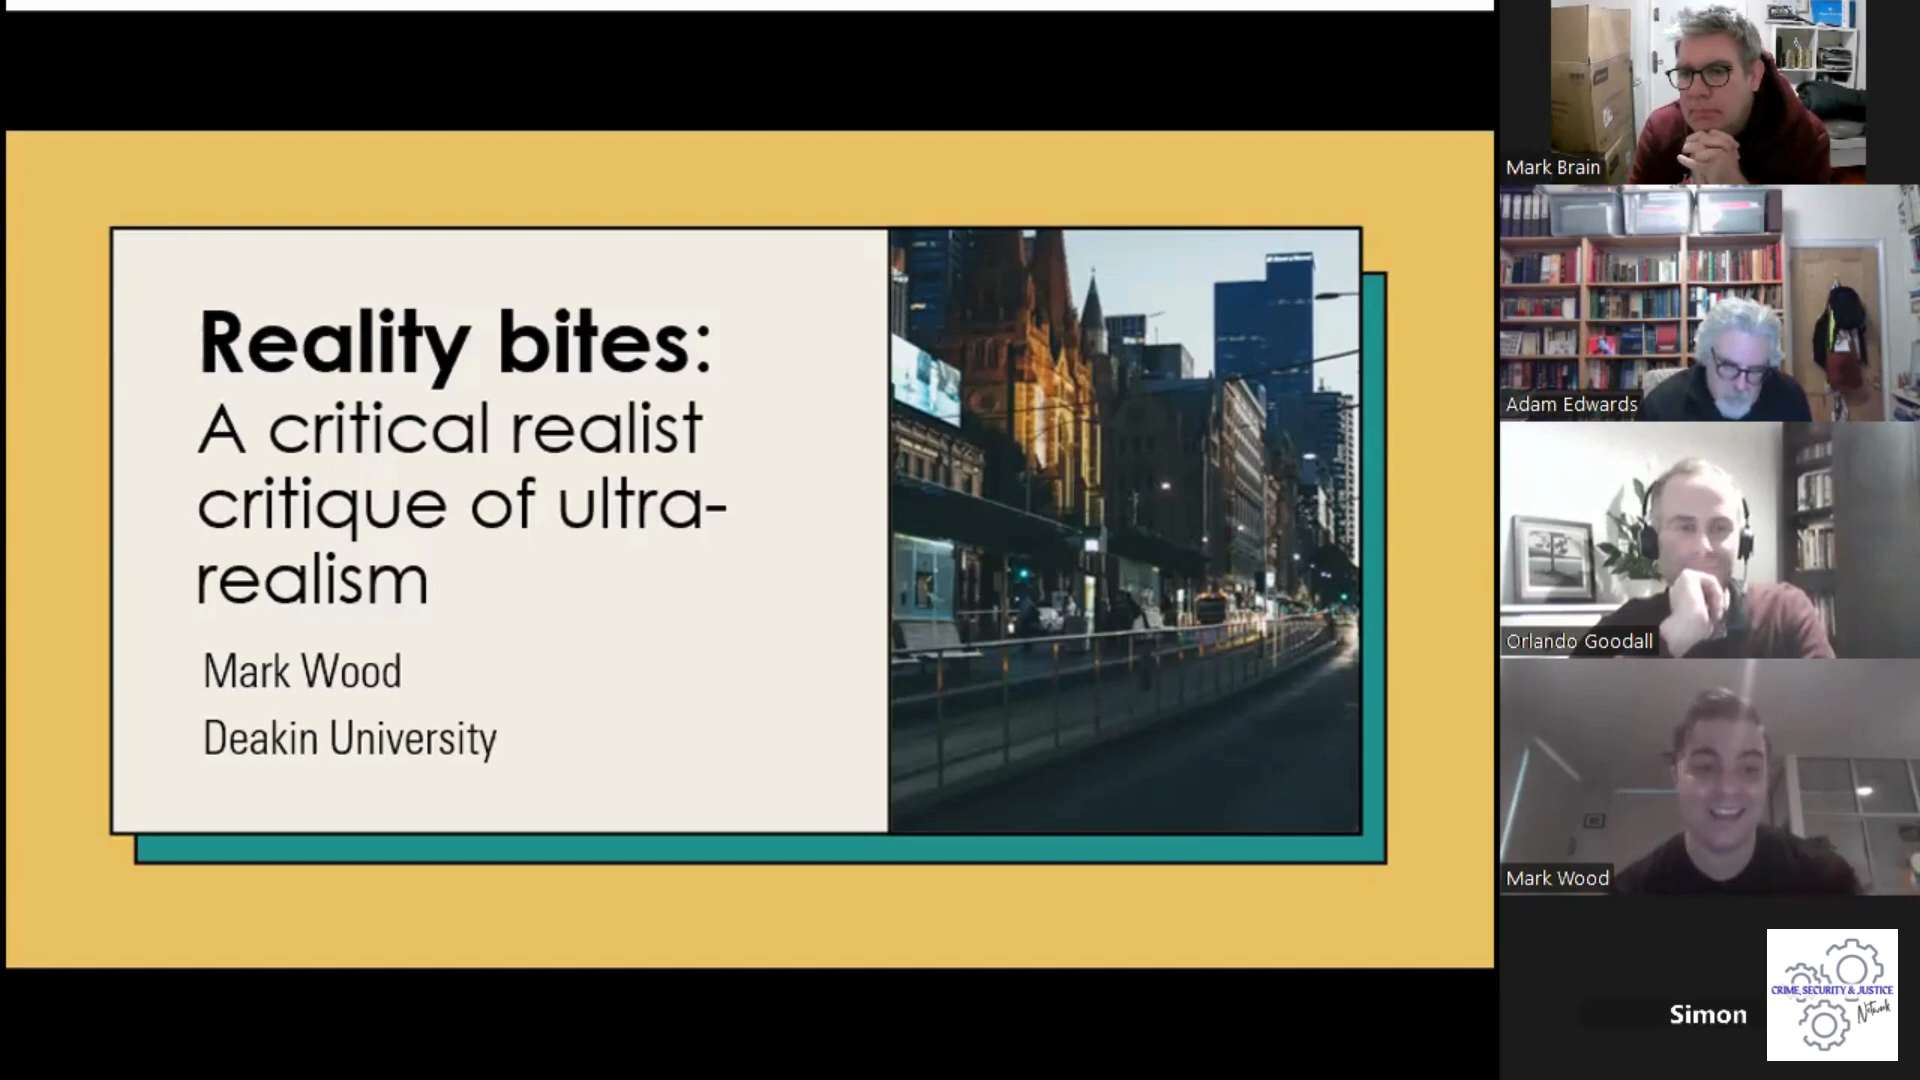 Reality bites:
A critical realist
critique of ultra-
realism
Mark Wood
Deakin University
Mark Brain
Adam Edwards
Orlando Goodall
Mark Wood
Simon
CRIME, SECURITY & JUSTICE
Network